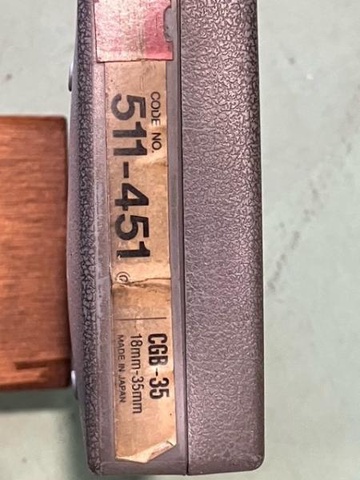 CODE NO.
511-451
©
CGB-35
18mm-35mm
MADE IN JAPAN